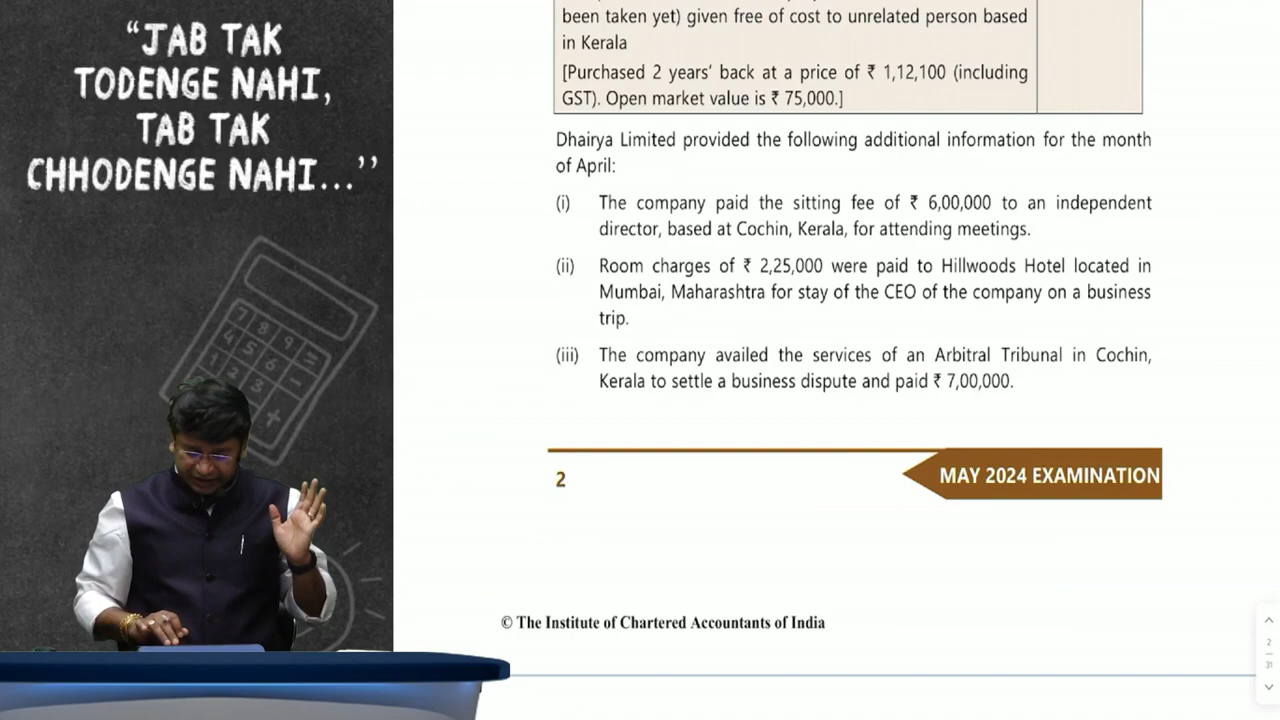 “JAB TAK
TODENGE NAHI,
TAB TAK
CHHODENGE NAHI...’’
been taken yet) given free of cost to unrelated person based
in Kerala
[Purchased 2 years’ back at a price of ₹ 1,12,100 (including
GST). Open market value is ₹ 75,000.]
Dhairya Limited provided the following additional information for the month
of April:
(i) The company paid the sitting fee of ₹ 6,00,000 to an independent
director, based at Cochin, Kerala, for attending meetings.
(ii) Room charges of ₹ 2,25,000 were paid to Hillwoods Hotel located in
Mumbai, Maharashtra for stay of the CEO of the company on a business
trip.
(iii) The company availed the services of an Arbitral Tribunal in Cochin,
Kerala to settle a business dispute and paid ₹ 7,00,000.
2
MAY 2024 EXAMINATION
© The Institute of Chartered Accountants of India
2
31